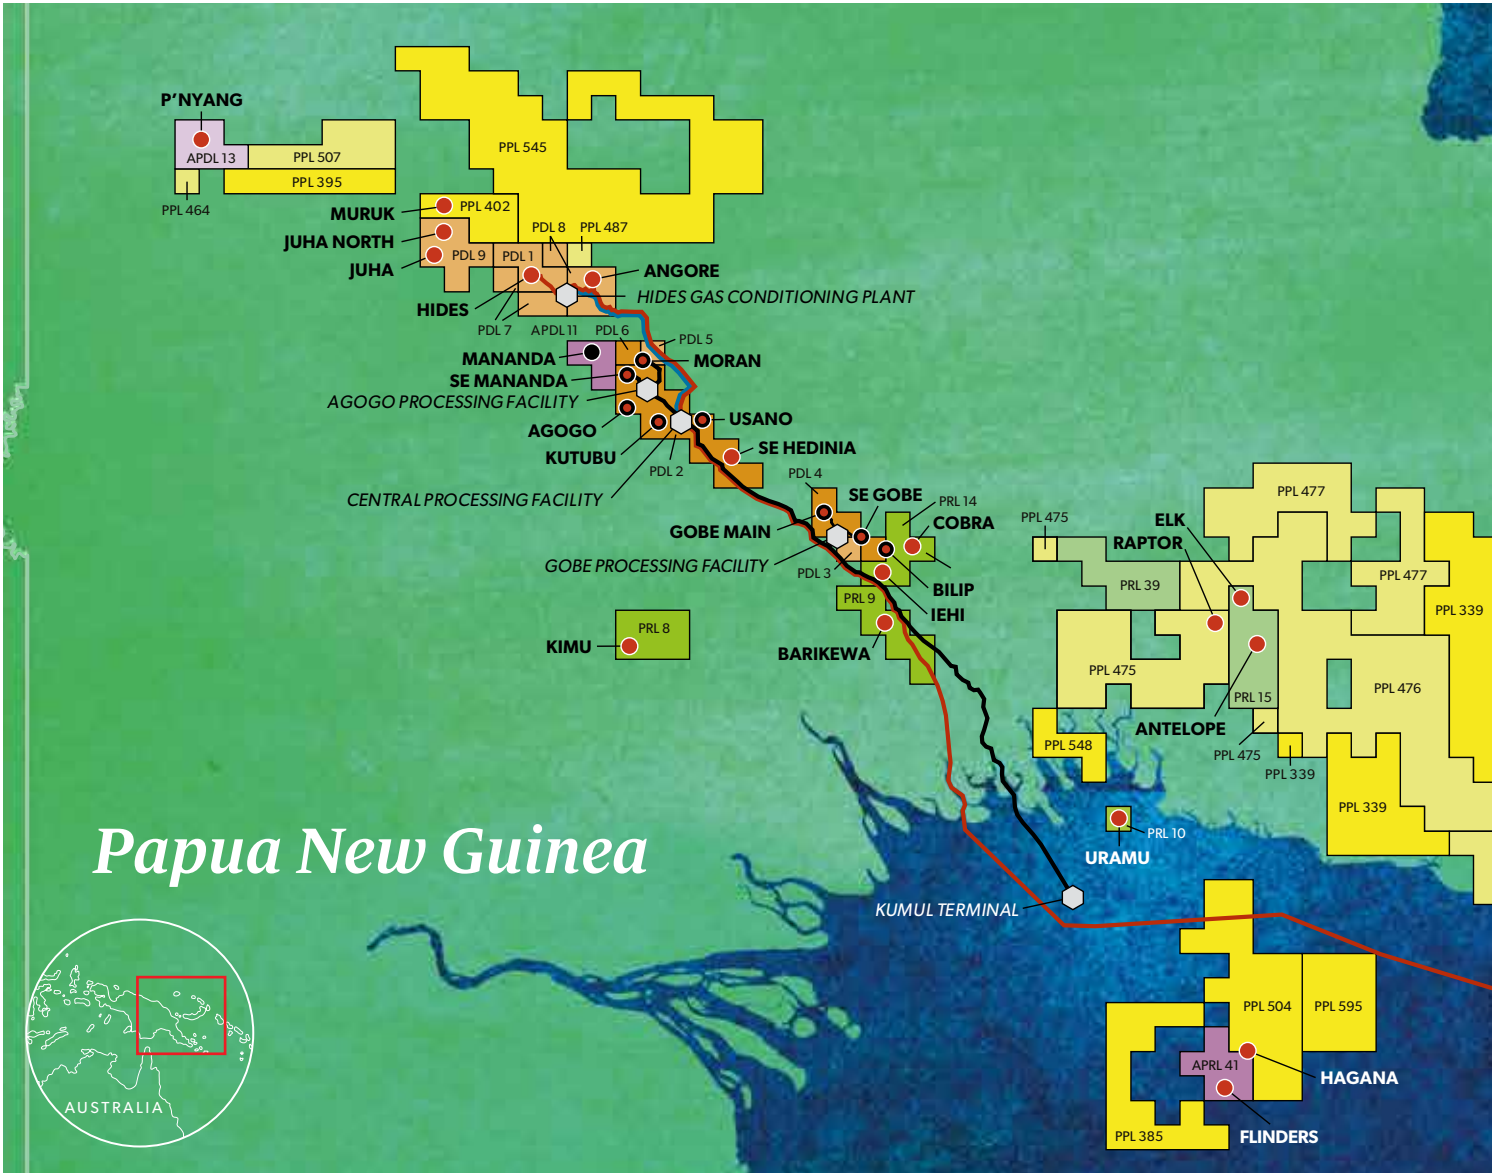 P'NYANG
APDL 13
PPL 507
PPL 395
PPL 464
PPL 545
MURUK
PPL 402
JUHA NORTH
JUHA
PDL 9
PDL 1
PDL 8
PPL 487
ANGORE
HIDES GAS CONDITIONING PLANT
HIDES
PDL 7
APDL 11
PDL 6
PDL 5
MANANDA
MORAN
SE MANANDA
AGOGO PROCESSING FACILITY
AGOGO
USANO
KUTUBU
SE HEDINIA
PDL 2
CENTRAL PROCESSING FACILITY
PDL 4
SE GOBE
PRL 14
COBRA
GOBE MAIN
GOBE PROCESSING FACILITY
PDL 3
BILIP
PRL 9
IEHI
BARIKEWA
KIMU
PRL 8
PPL 477
PPL 475
ELK
RAPTOR
PRL 39
PPL 477
PPL 339
PPL 475
PRL 15
PPL 476
ANTELOPE
PPL 475
PPL 339
PPL 548
PPL 339
PRL 10
URAMU
Papua New Guinea
KUMUL TERMINAL
PPL 504
PPL 595
APRL 41
HAGANA
FLINDERS
PPL 385
AUSTRALIA